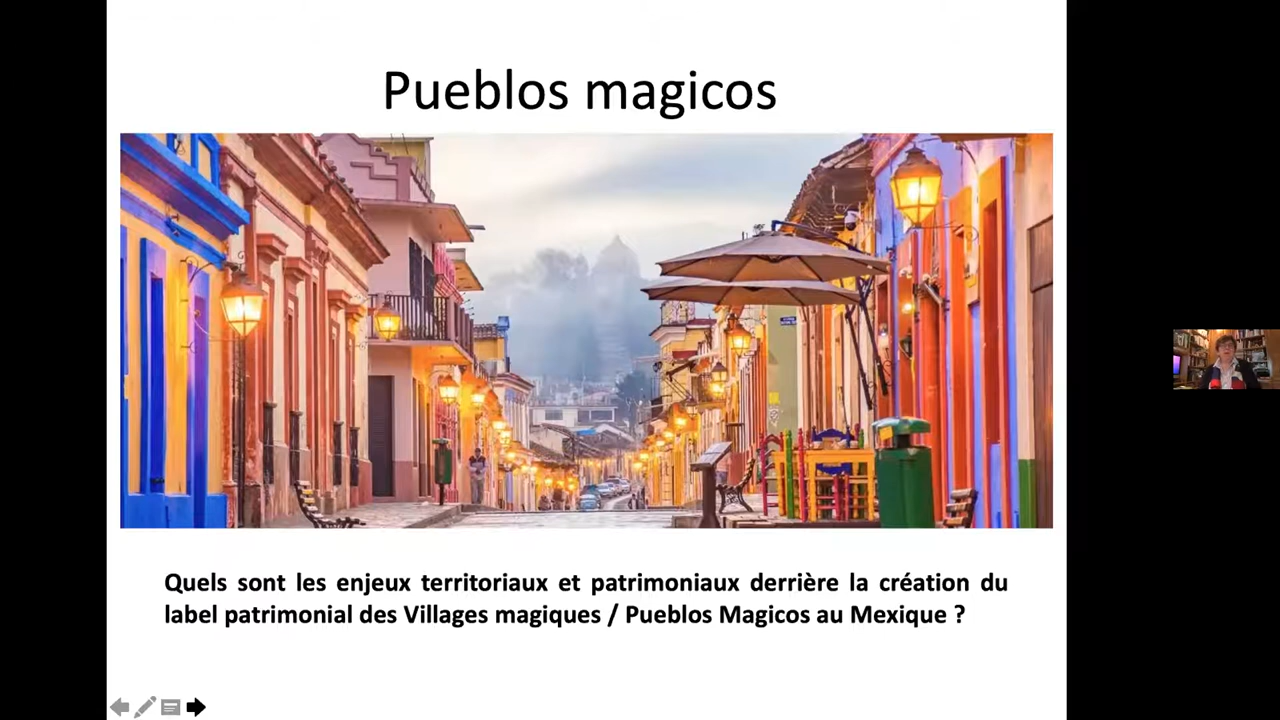 Pueblos magicos
Quels sont les enjeux territoriaux et patrimoniaux derrière la création du
label patrimonial des Villages magiques / Pueblos Magicos au Mexique ?